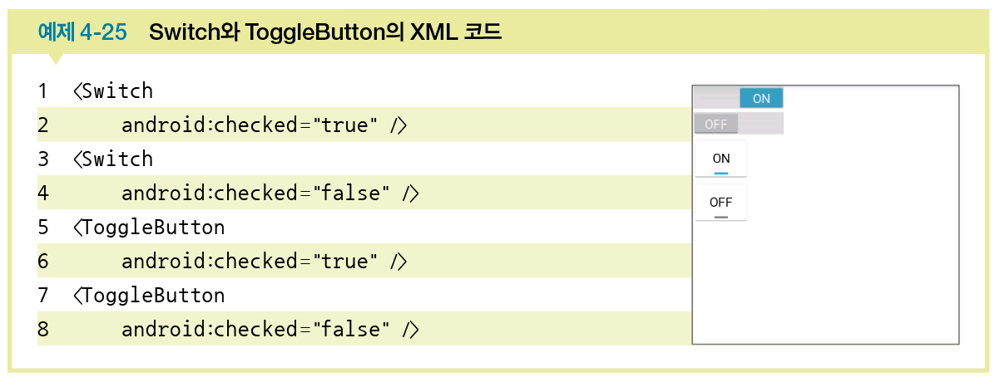 예제 4-25 Switch와 ToggleButton의 XML 코드
1 <Switch
2 android:checked="true" />
3 <Switch
4 android:checked="false" />
5 <ToggleButton
6 android:checked="true" />
7 <ToggleButton
8 android:checked="false" />
ON
OFF
ON
OFF